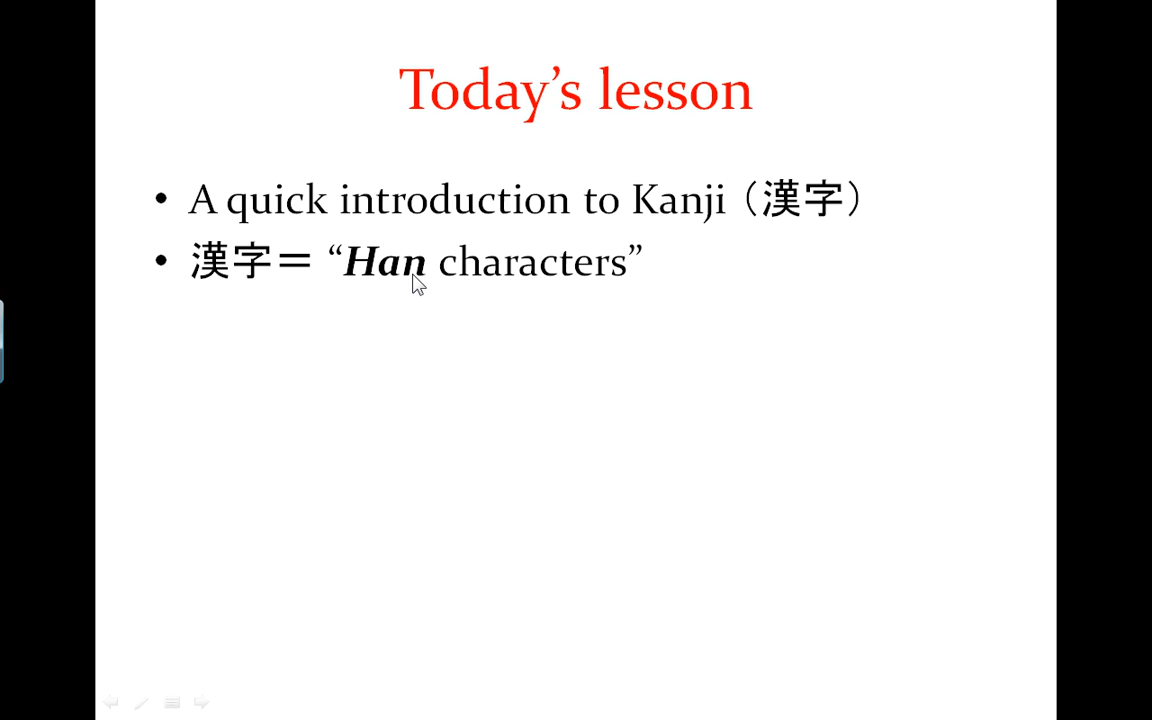 Today’s lesson
• A quick introduction to Kanji（漢字）
• 漢字＝ “Han characters”